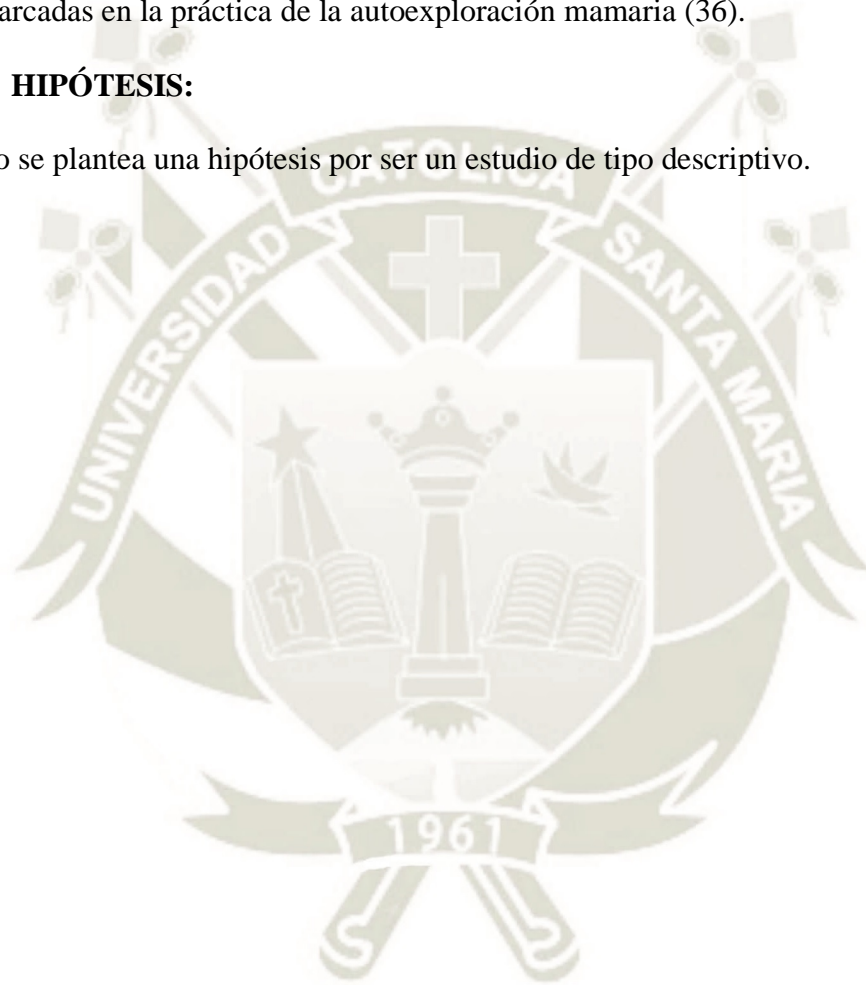 arcadas en la práctica de la autoexploración mamaria (36).
HIPÓTESIS:
o se plantea una hipótesis por ser un estudio de tipo descriptivo.
CATOLICA
UNIVERSIDAD
SANTA MARIA
1961